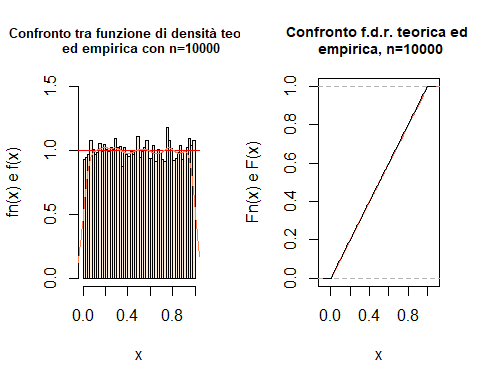 Confronto tra funzione di densità teo
ed empirica con n=10000
fn(x) e f(x)
1.5
1.0
0.5
0.0
0.0 0.4 0.8
x
Confronto f.d.r. teorica ed
empirica, n=10000
Fn(x) e F(x)
1.0
0.8
0.6
0.4
0.2
0.0
0.0 0.4 0.8
x